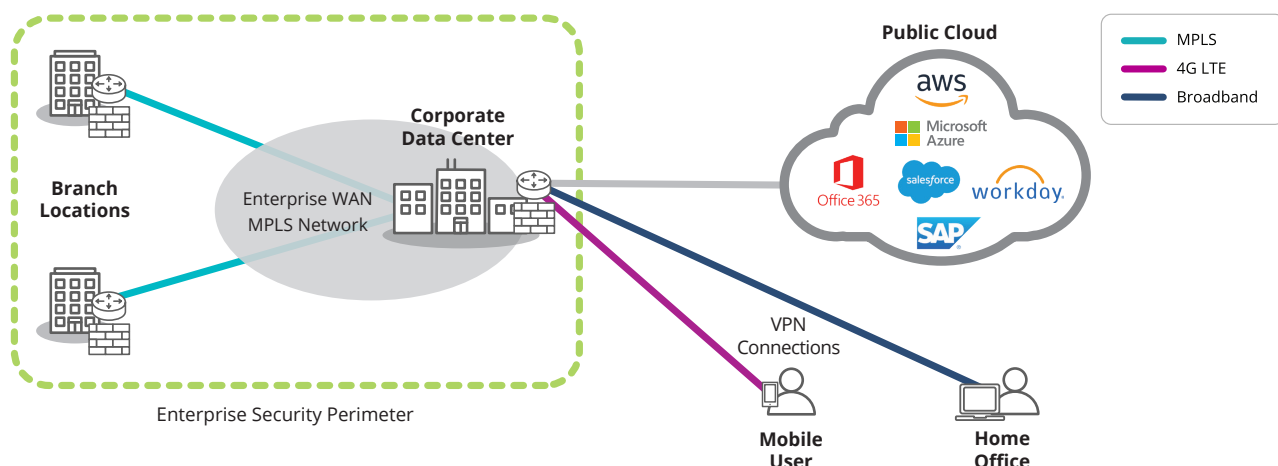 Public Cloud
aws
Microsoft
Azure
Office 365
salesforce
workday.
SAP
MPLS
4G LTE
Broadband
Corporate
Data Center
Branch
Locations
Enterprise WAN
MPLS Network
VPN
Connections
Enterprise Security Perimeter
Mobile
User
Home
Office